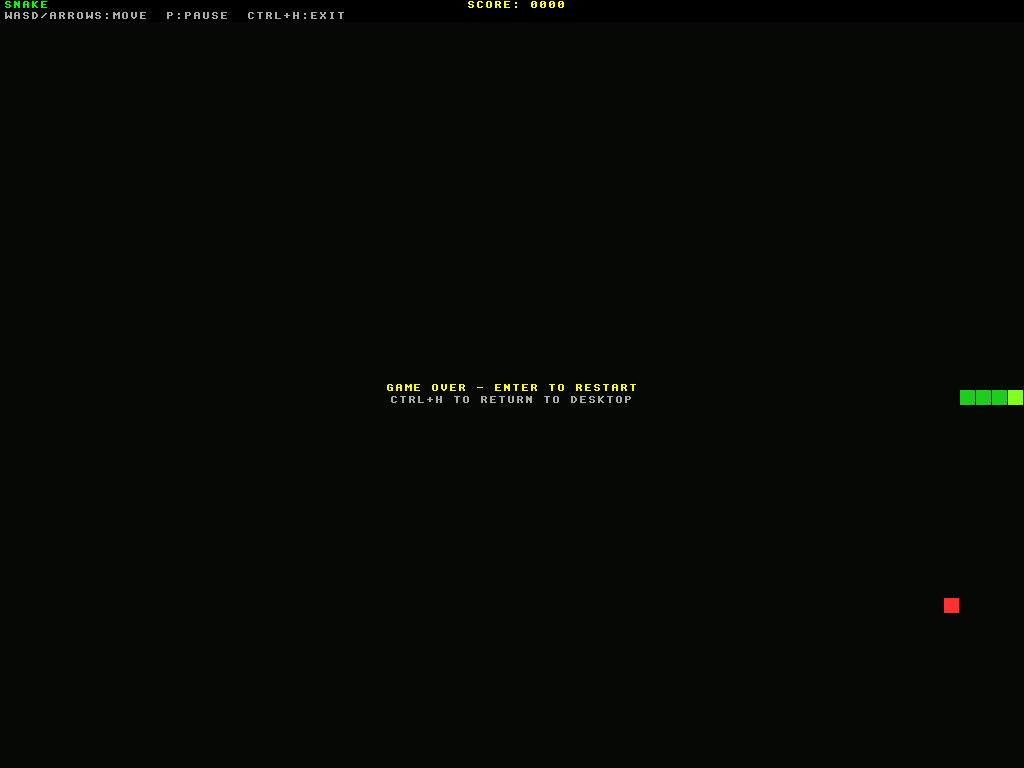 SNAKE SCORE: 0000
WASD/ARROWS:MOVE P:PAUSE CTRL+H:EXIT
GAME OVER - ENTER TO RESTART
CTRL+H TO RETURN TO DESKTOP